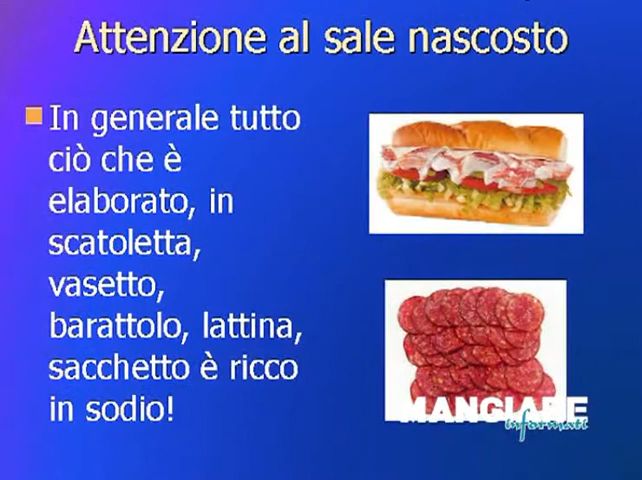 Attenzione al sale nascosto
In generale tutto
ciò che è
elaborato, in
scatoletta,
vasetto,
barattolo, lattina,
sacchetto è ricco
in sodio!
MANGIARE
informati